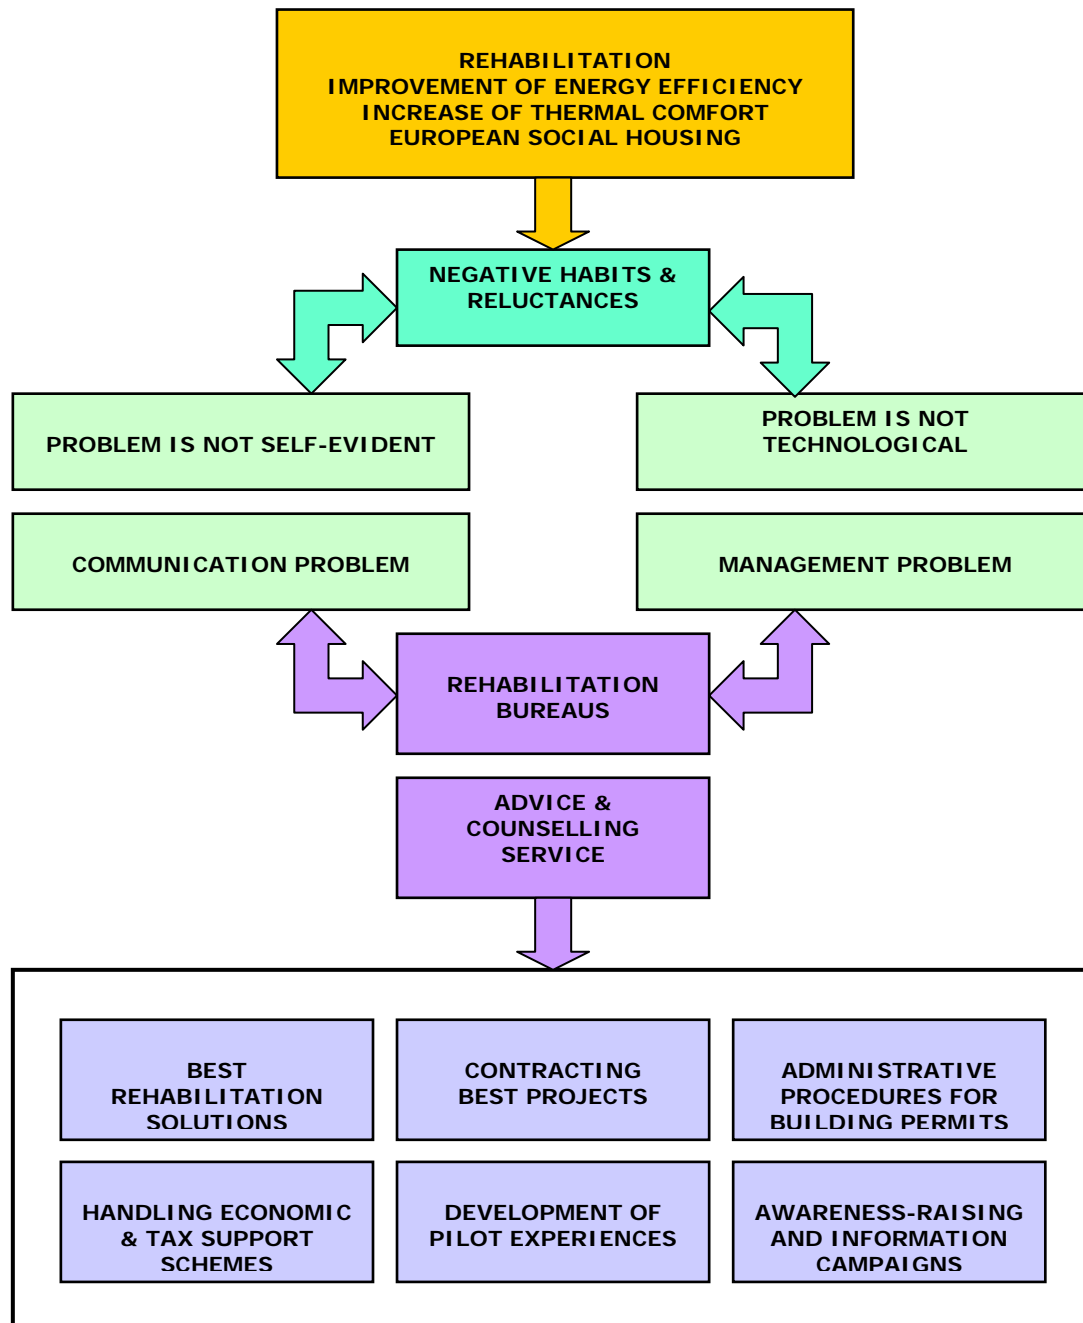 REHABILITATION
IMPROVEMENT OF ENERGY EFFICIENCY
INCREASE OF THERMAL COMFORT
EUROPEAN SOCIAL HOUSING
NEGATIVE HABITS &
RELUCTANCES
PROBLEM IS NOT SELF-EVIDENT
PROBLEM IS NOT
TECHNOLOGICAL
COMMUNICATION PROBLEM
MANAGEMENT PROBLEM
REHABILITATION
BUREAUS
ADVICE &
COUNSELLING
SERVICE
BEST
REHABILITATION
SOLUTIONS
CONTRACTING
BEST PROJECTS
ADMINISTRATIVE
PROCEDURES FOR
BUILDING PERMITS
HANDLING ECONOMIC
& TAX SUPPORT
SCHEMES
DEVELOPMENT OF
PILOT EXPERIENCES
AWARENESS-RAISING
AND INFORMATION
CAMPAIGNS